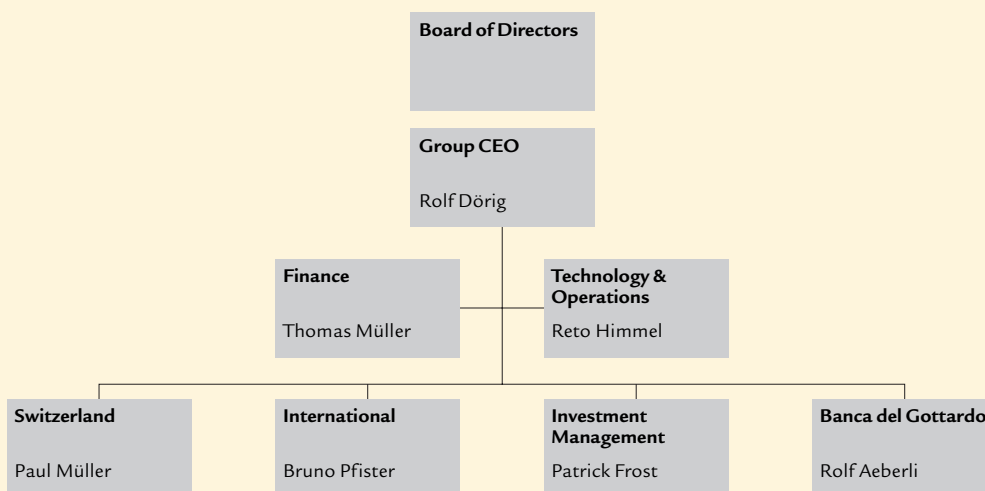 Board of Directors
Group CEO
Rolf Dörig
Finance
Thomas Müller
Technology &
Operations
Reto Himmel
Switzerland
Paul Müller
International
Bruno Pfister
Investment
Management
Patrick Frost
Banca del Gottardo
Rolf Aeberli